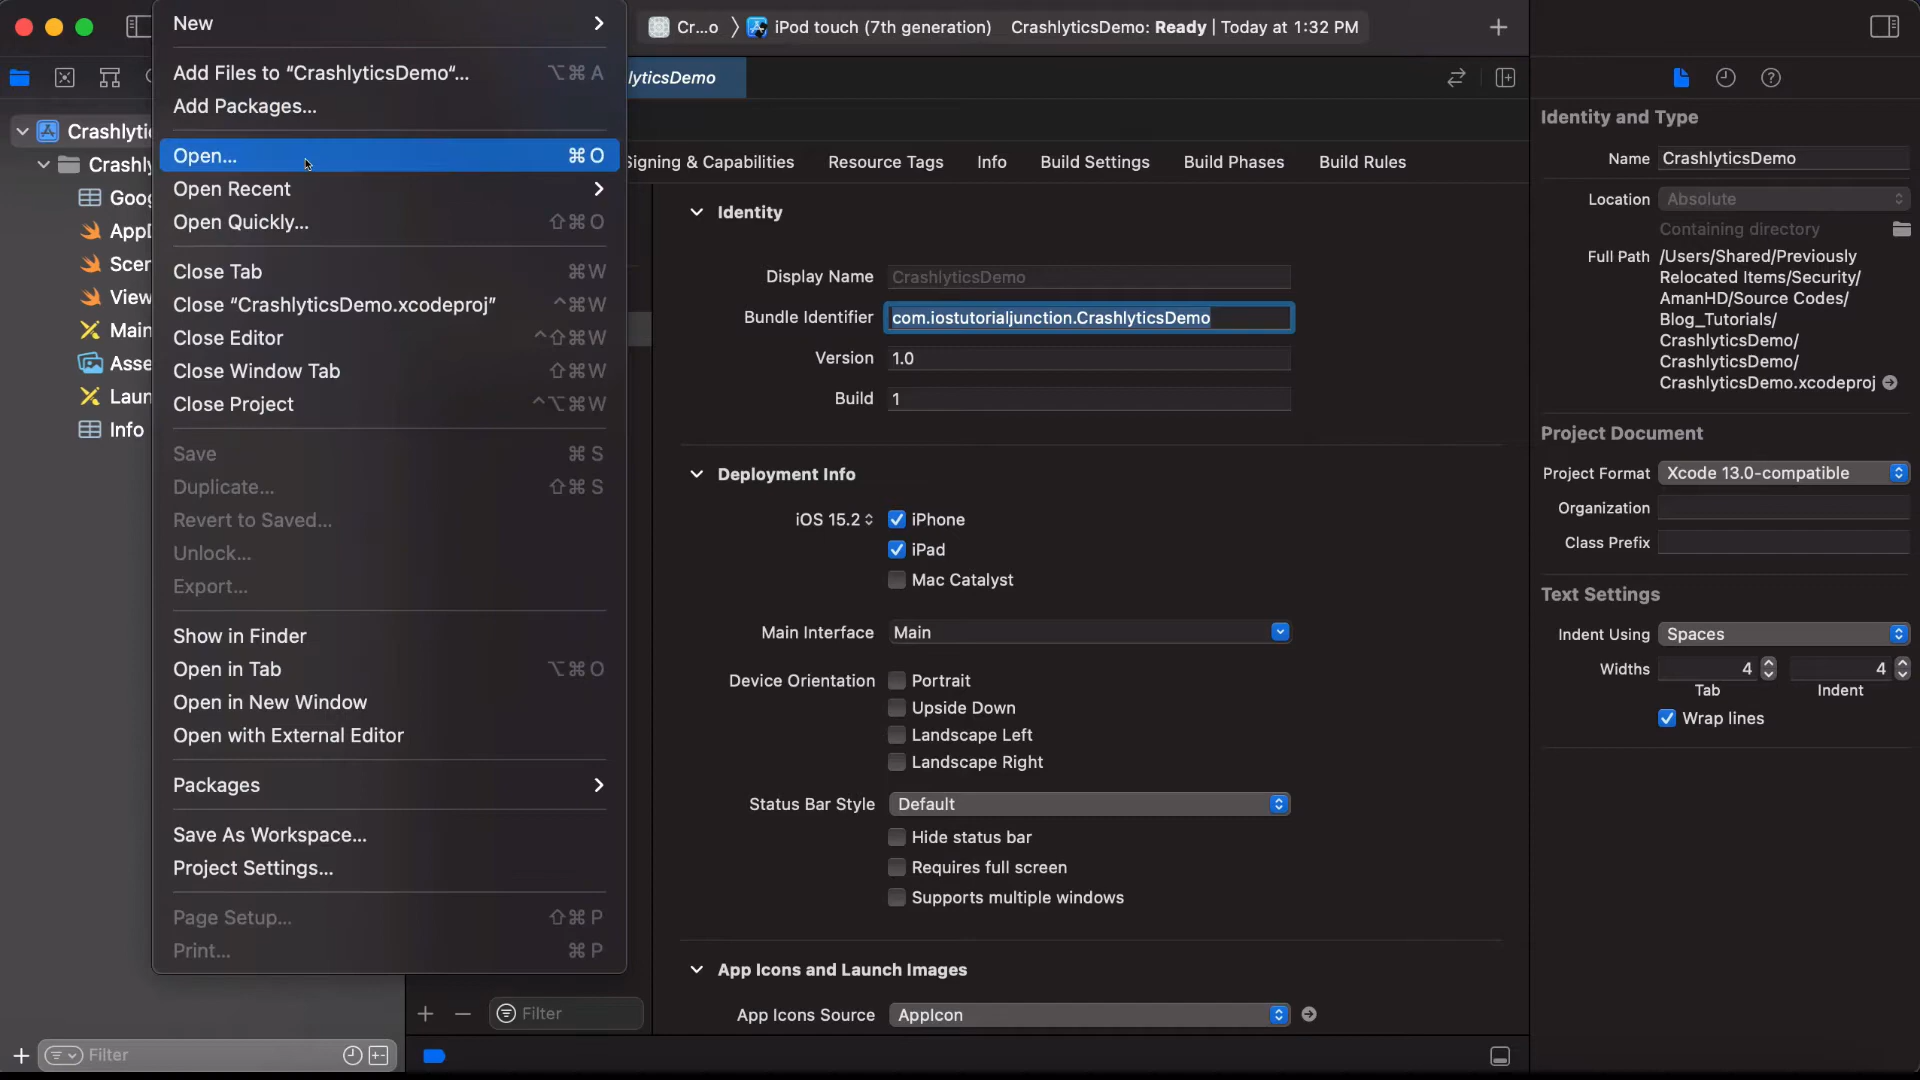 Cr...o
iPod touch (7th generation)
CrashlyticsDemo: Ready | Today at 1:32 PM
New
Add Files to “CrashlyticsDemo“... ⌥⌘ A
Add Packages...
Open... ⌘ O
Open Recent
Open Quickly... ⇧⌘ O
Close Tab ⌘W
Close “CrashlyticsDemo.xcodeproj” ^⌘W
Close Editor ^⇧⌘W
Close Window Tab ⇧⌘W
Close Project ^⌥⌘W
Save ⌘ S
Duplicate... ⇧⌘ S
Revert to Saved...
Unlock...
Export...
Show in Finder
Open in Tab ⌥⌘ O
Open in New Window
Open with External Editor
Packages
Save As Workspace...
Project Settings...
Page Setup... ⇧⌘ P
Print... ⌘ P
Crashlytic
Crashly
Goog
AppD
Scen
View
Main
Asse
Laun
Info
Filter
lyticsDemo
Signing & Capabilities
Resource Tags
Info
Build Settings
Build Phases
Build Rules
Identity
Display Name CrashlyticsDemo
Bundle Identifier com.iostutorialjunction.CrashlyticsDemo
Version 1.0
Build 1
Deployment Info
iOS 15.2 iPhone
iPad
Mac Catalyst
Main Interface Main
Device Orientation Portrait
Upside Down
Landscape Left
Landscape Right
Status Bar Style Default
Hide status bar
Requires full screen
Supports multiple windows
App Icons and Launch Images
App Icons Source AppIcon
Filter
Identity and Type
Name CrashlyticsDemo
Location Absolute
Containing directory
Full Path /Users/Shared/Previously
Relocated Items/Security/
AmanHD/Source Codes/
Blog_Tutorials/
CrashlyticsDemo/
CrashlyticsDemo/
CrashlyticsDemo.xcodeproj
Project Document
Project Format Xcode 13.0-compatible
Organization
Class Prefix
Text Settings
Indent Using Spaces
Widths 4 4
Tab Indent
Wrap lines